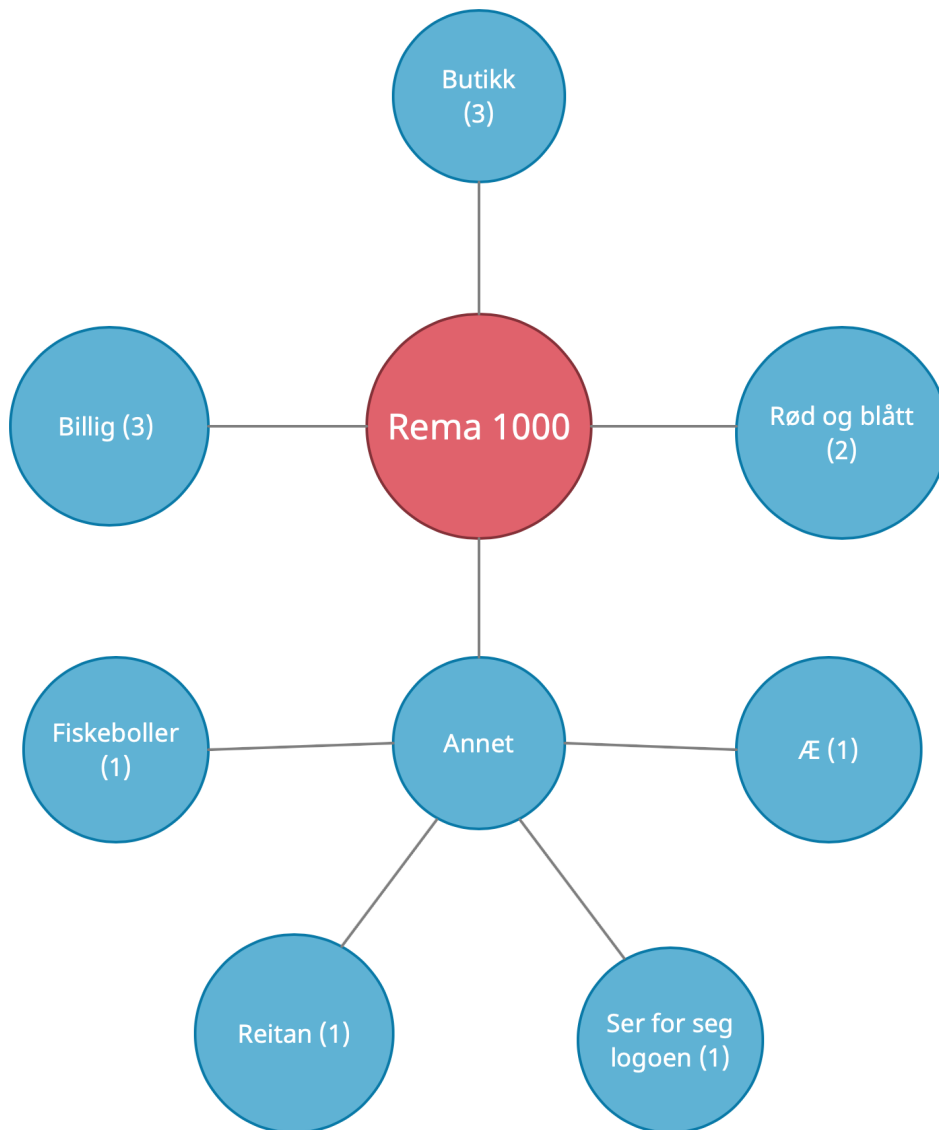 Butikk
(3)
Billig (3)
Rema 1000
Rød og blått
(2)
Fiskeboller
(1)
Annet
Æ (1)
Reitan (1)
Ser for seg
logoen (1)